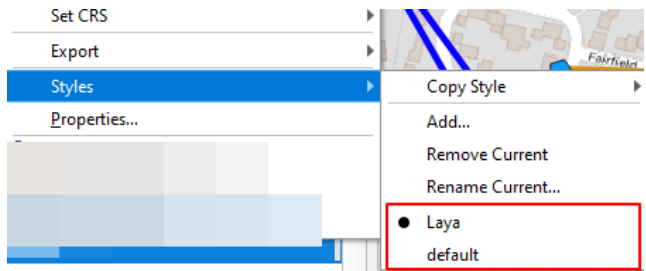 Set CRS
Export
Styles
Properties...
Fairfield
Copy Style
Add...
Remove Current
Rename Current...
Laya
default